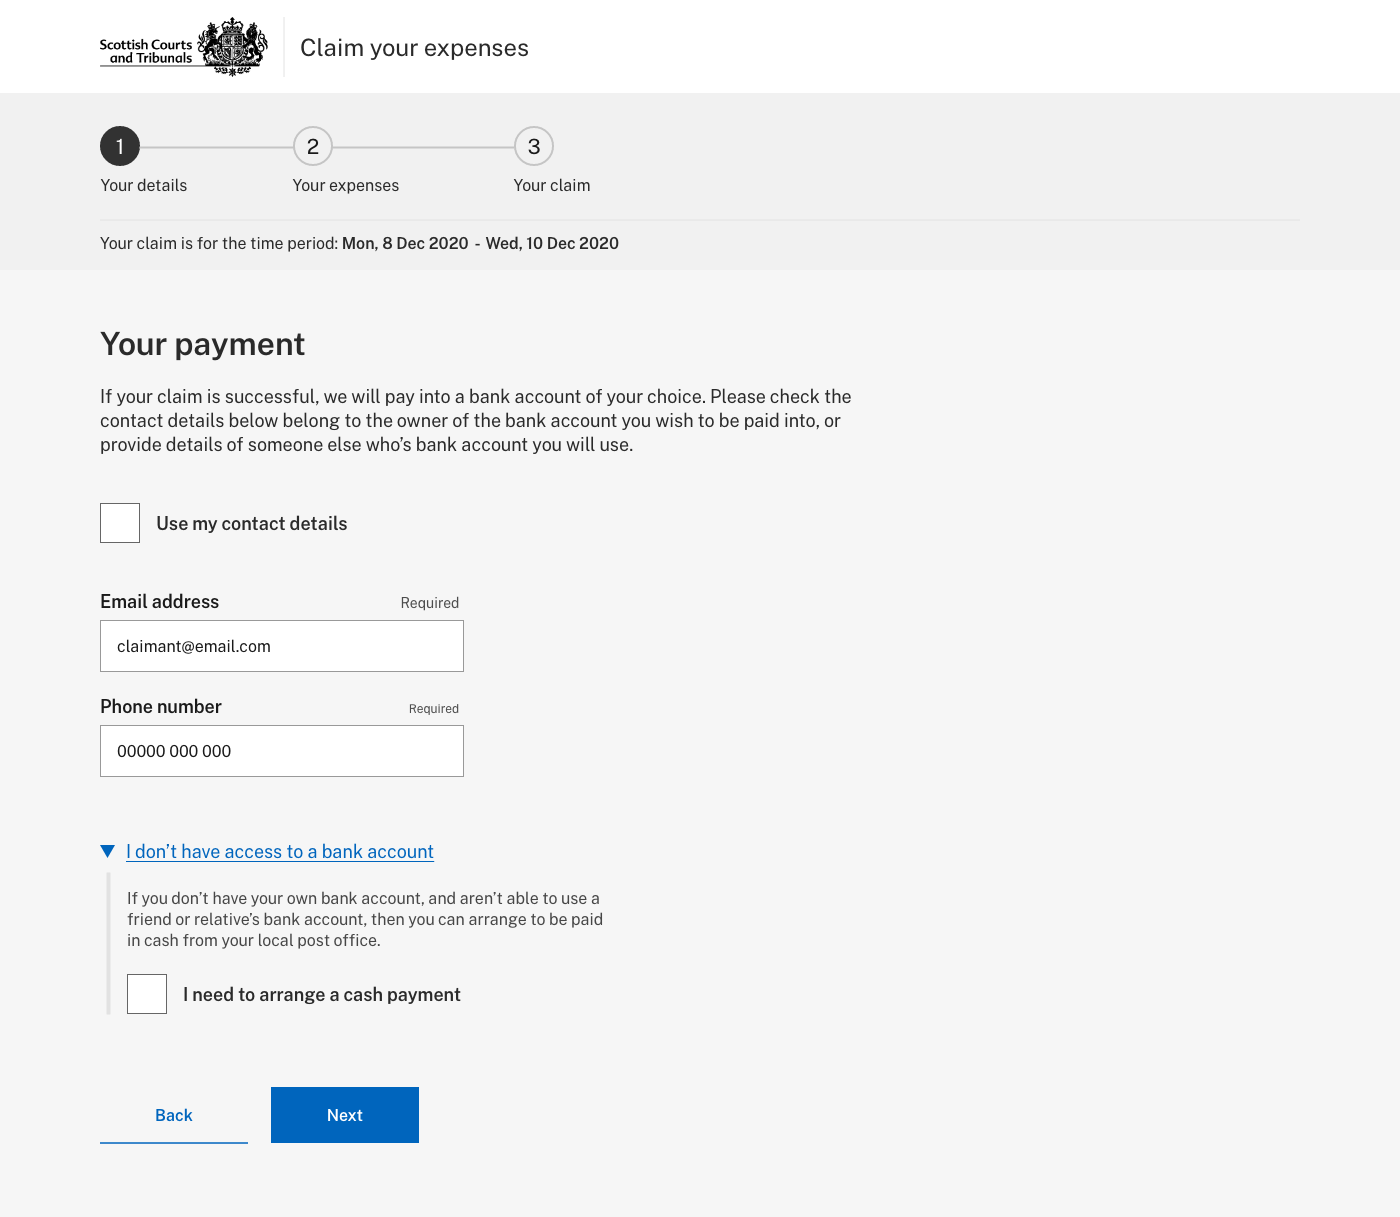 Scottish Courts
and Tribunals
Claim your expenses
1
2
3
Your details
Your expenses
Your claim
Your claim is for the time period: Mon, 8 Dec 2020 - Wed, 10 Dec 2020
Your payment
If your claim is successful, we will pay into a bank account of your choice. Please check the
contact details below belong to the owner of the bank account you wish to be paid into, or
provide details of someone else who’s bank account you will use.
Use my contact details
Email address
Required
claimant@email.com
Phone number
Required
00000 000 000
I don’t have access to a bank account
If you don’t have your own bank account, and aren’t able to use a
friend or relative’s bank account, then you can arrange to be paid
in cash from your local post office.
I need to arrange a cash payment
Back
Next